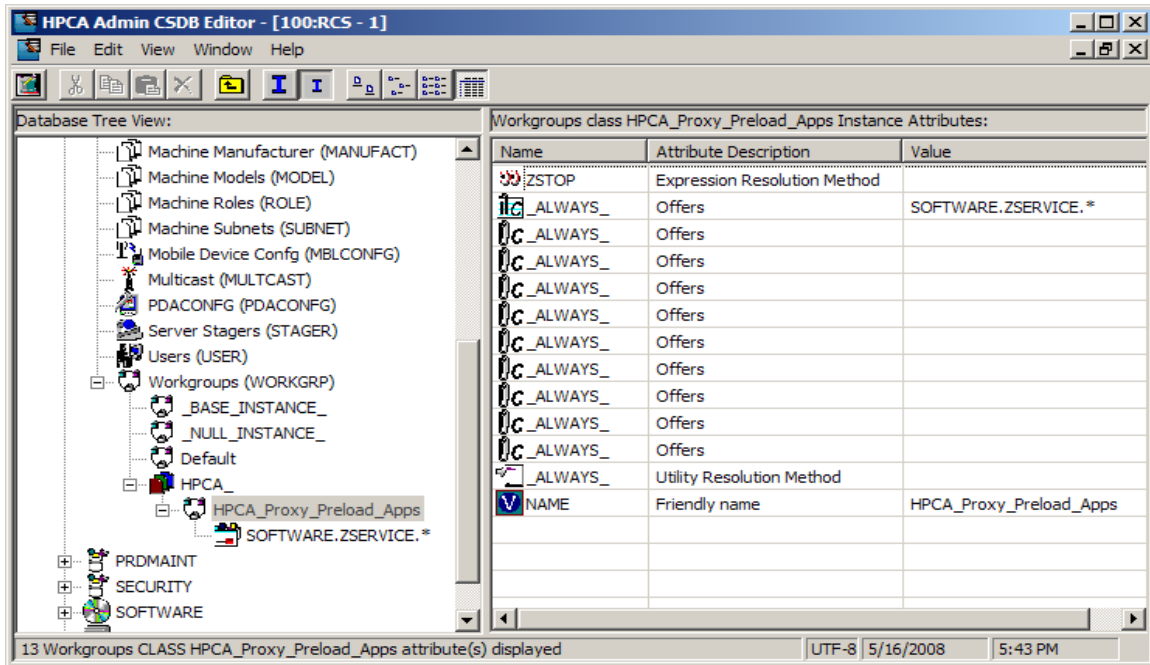 HPCA Admin CSDB Editor - [100:RCS - 1]
File Edit View Window Help
Database Tree View:
Machine Manufacturer (MANUFACT)
Machine Models (MODEL)
Machine Roles (ROLE)
Machine Subnets (SUBNET)
Mobile Device Confg (MBLCONFG)
Multicast (MULTCAST)
PDACONFG (PDACONFG)
Server Stagers (STAGER)
Users (USER)
Workgroups (WORKGRP)
_BASE_INSTANCE_
_NULL_INSTANCE_
Default
HPCA_
HPCA_Proxy_Preload_Apps
SOFTWARE.ZSERVICE.*
PRDMAINT
SECURITY
SOFTWARE
Workgroups class HPCA_Proxy_Preload_Apps Instance Attributes:
Name Attribute Description Value
ZSTOP Expression Resolution Method
_ALWAYS_ Offers SOFTWARE.ZSERVICE.*
_ALWAYS_ Offers
_ALWAYS_ Offers
_ALWAYS_ Offers
_ALWAYS_ Offers
_ALWAYS_ Offers
_ALWAYS_ Offers
_ALWAYS_ Offers
_ALWAYS_ Offers
_ALWAYS_ Offers
_ALWAYS_ Utility Resolution Method
V NAME Friendly name HPCA_Proxy_Preload_Apps
13 Workgroups CLASS HPCA_Proxy_Preload_Apps attribute(s) displayed UTF-8 5/16/2008 5:43 PM